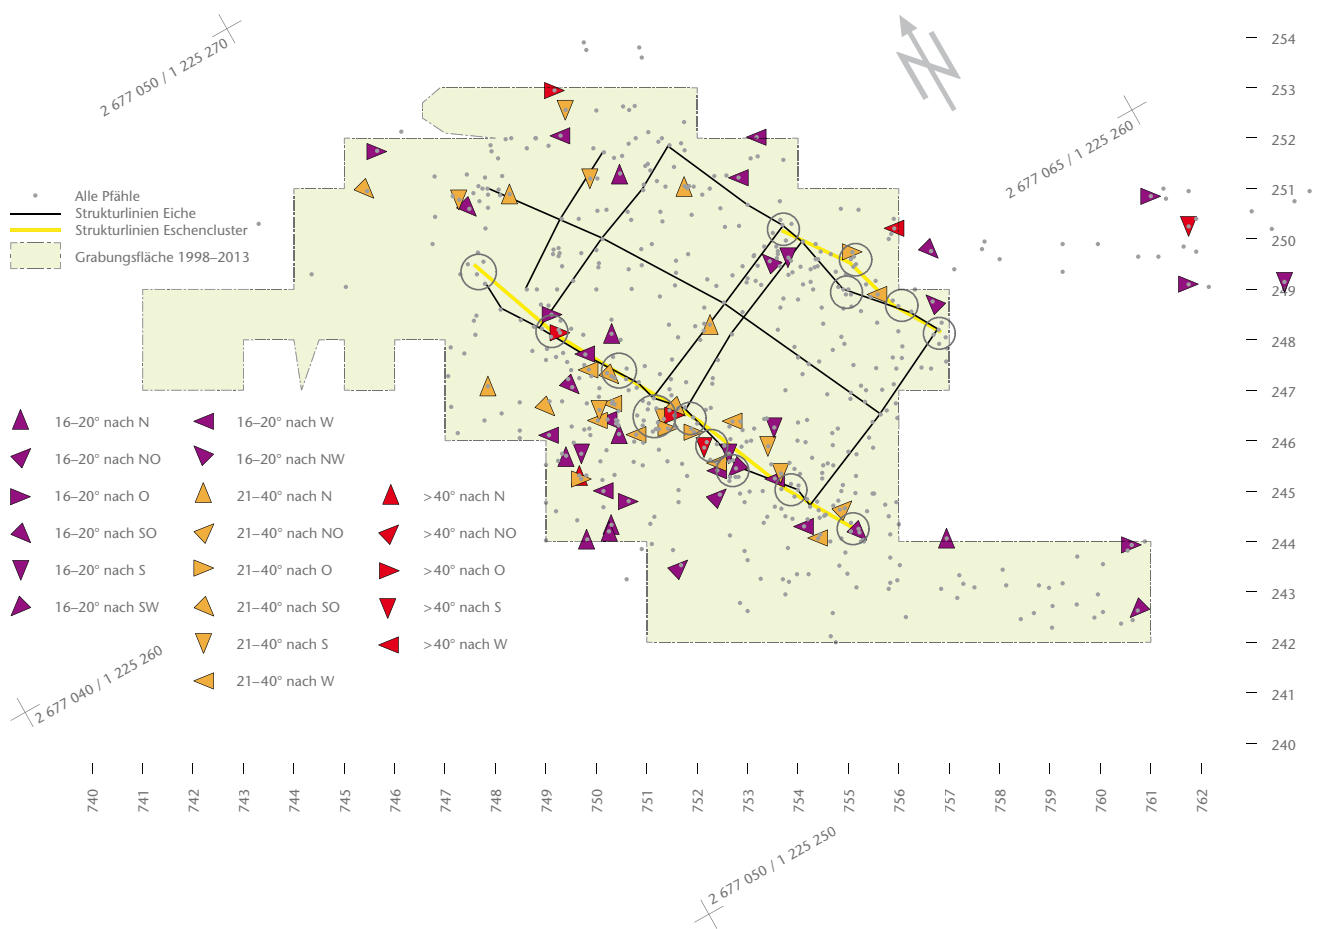 2 677 050 / 1 225 270
2 677 065 / 1 225 260
254
253
252
251
250
249
248
247
246
245
244
243
242
241
240
Alle Pfähle
Strukturlinien Eiche
Strukturlinien Eschencluster
Grabungsfläche 1998–2013
16–20° nach N
16–20° nach NO
16–20° nach O
16–20° nach SO
16–20° nach S
16–20° nach SW
16–20° nach W
16–20° nach NW
21–40° nach N
21–40° nach NO
21–40° nach O
21–40° nach SO
21–40° nach S
21–40° nach W
>40° nach N
>40° nach NO
>40° nach O
>40° nach S
>40° nach W
2 677 040 / 1 225 260
740
741
742
743
744
745
746
747
748
749
750
751
752
753
754
755
756
757
758
759
760
761
762
2 677 050 / 1 225 250